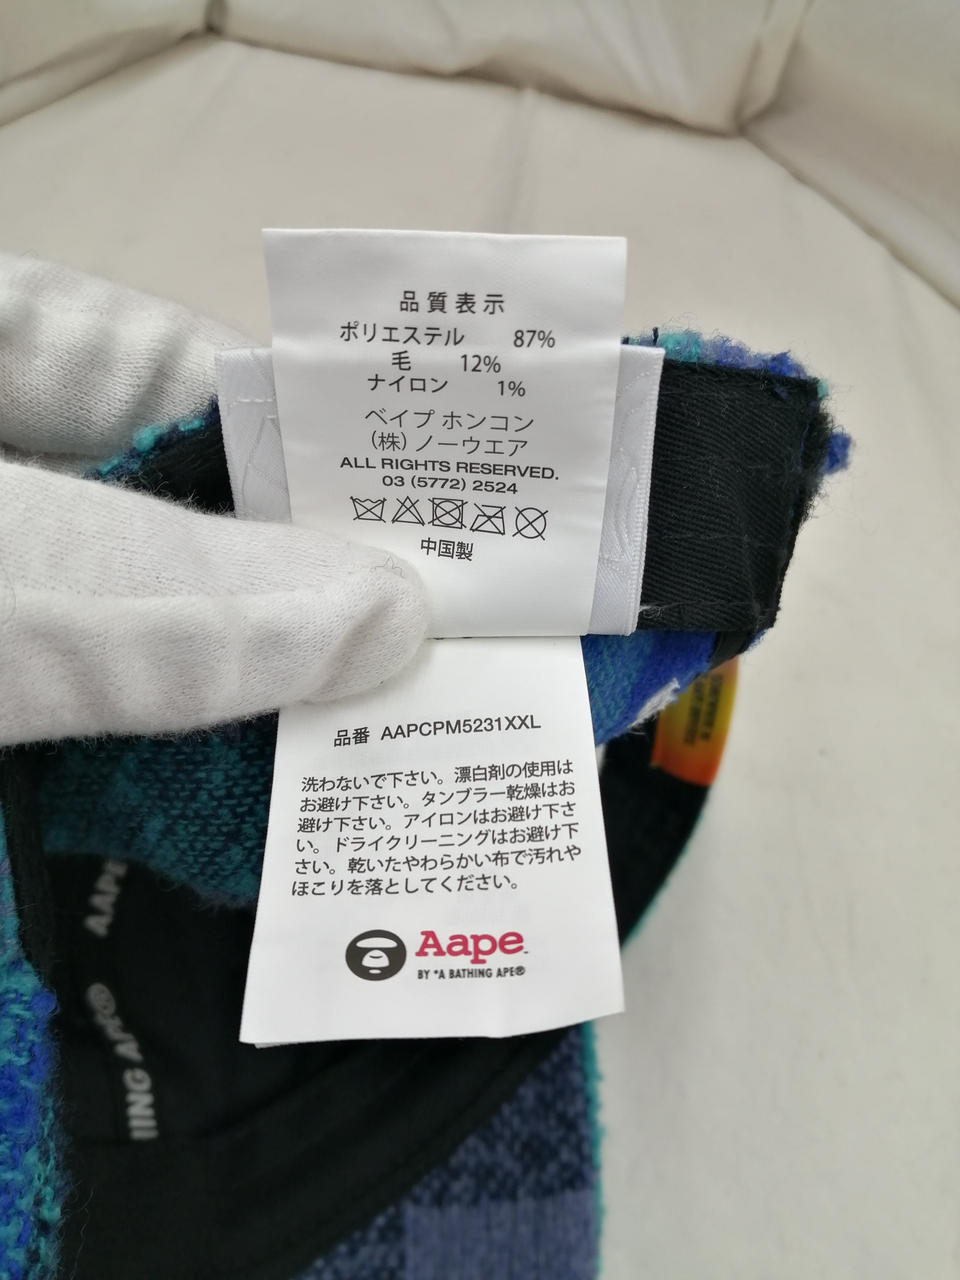 品質表示
ポリエステル 87%
毛 12%
ナイロン 1%
ベイプ ホンコン
(株) ノーウエア
ALL RIGHTS RESERVED.
03 (5772) 2524
中国製
品番 AAPCPM5231XXL
洗わないで下さい。漂白剤の使用は
お避け下さい。タンブラー乾燥はお
避け下さい。アイロンはお避け下さ
い。ドライクリーニングはお避け下
さい。乾いたやわらかい布で汚れや
ほこりを落としてください。
Aape
BY *A BATHING APE®
AAPE